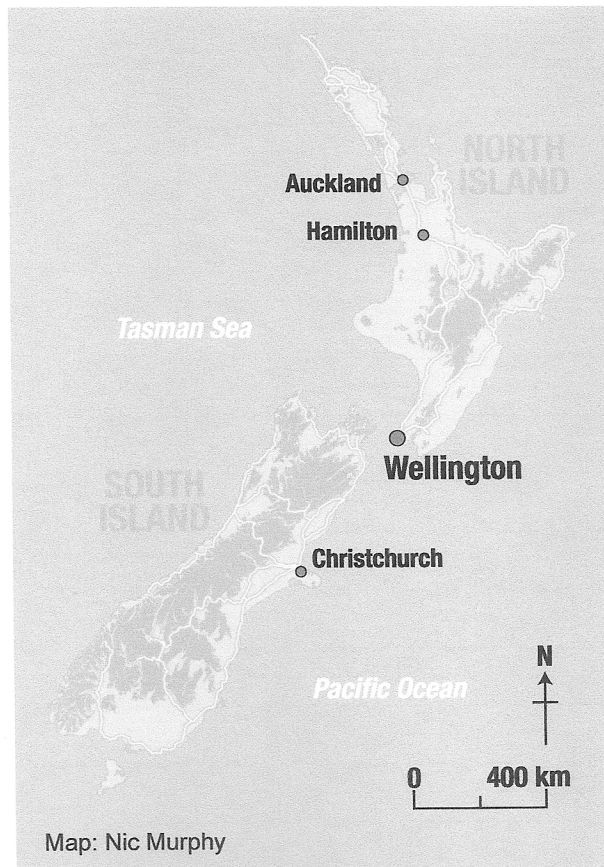 NORTH
ISLAND
Auckland
Hamilton
Tasman Sea
Wellington
SOUTH
ISLAND
Christchurch
Pacific Ocean
N
0 400 km
Map: Nic Murphy